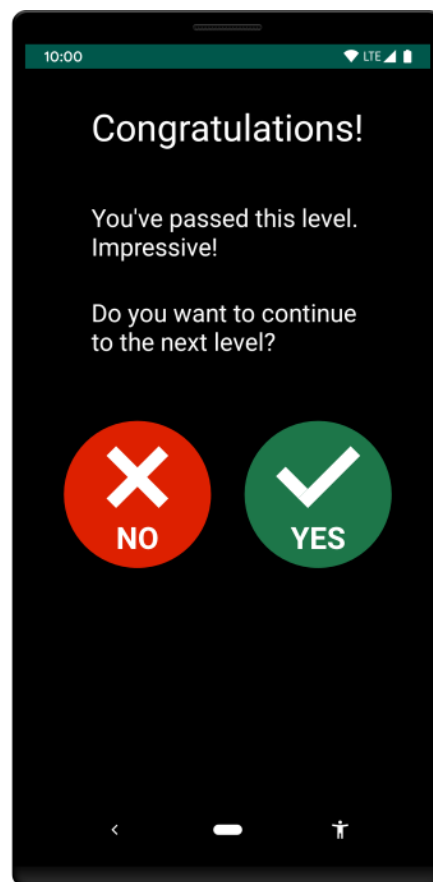 10:00 LTE
Congratulations!
You've passed this level.
Impressive!
Do you want to continue
to the next level?
NO YES